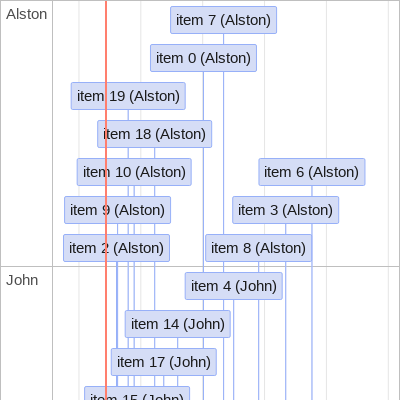 Alston
item 7 (Alston)
item 0 (Alston)
item 19 (Alston)
item 18 (Alston)
item 10 (Alston)
item 6 (Alston)
item 9 (Alston)
item 3 (Alston)
item 2 (Alston)
item 8 (Alston)
John
item 4 (John)
item 14 (John)
item 17 (John)
item 15 (John)